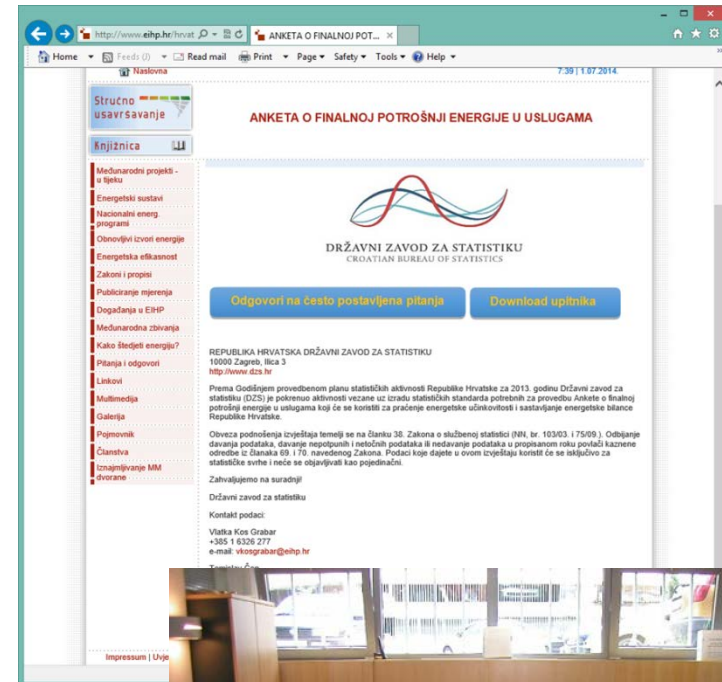 http://www.eihp.hr/hrvat
ANKETA O FINALNOJ POT...
Home Feeds (J) Read mail Print Page Safety Tools Help
Naslovna
7:39 | 1.07.2014.
Stručno
usavršavanje
ANKETA O FINALNOJ POTROŠNJI ENERGIJE U USLUGAMA
Knjižnica
Međunarodni projekti -
u tijeku
Energetski sustavi
Nacionalni energ.
programi
Obnovljivi izvori energije
Energetska efikasnost
Zakoni i propisi
Publiciranje mjerenja
Događanja u EIHP
Međunarodna zbivanja
Kako štedjeti energiju?
Pitanja i odgovori
Linkovi
Multimedija
Galerija
Pojmovnik
Članstva
Iznajmljivanje MM
dvorane
DRŽAVNI ZAVOD ZA STATISTIKU
CROATIAN BUREAU OF STATISTICS
Odgovori na često postavljena pitanja
Download upitnika
REPUBLIKA HRVATSKA DRŽAVNI ZAVOD ZA STATISTIKU
10000 Zagreb, Ilica 3
http://www.dzs.hr
Prema Godišnjem provedbenom planu statističkih aktivnosti Republike Hrvatske za 2013. godinu Državni zavod za
statistiku (DZS) je pokrenuo aktivnosti vezane uz izradu statističkih standarda potrebnih za provedbu Ankete o finalnoj
potrošnji energije u uslugama koji će se koristiti za praćenje energetske učinkovitosti i sastavljanje energetske bilance
Republike Hrvatske.
Obveza podnošenja izvještaja temelji se na članku 38. Zakona o službenoj statistici (NN, br. 103/03. i 75/09.). Odbijanje
davanja podataka, davanje nepotpunih i netočnih podataka ili nedavanje podataka u propisanom roku povlači kaznene
odredbe iz članaka 69. i 70. navedenog Zakona. Podaci koje dajete u ovom izvještaju koristit će se isključivo za
statističke svrhe i neće se objavljivati kao pojedinačni.
Zahvaljujemo na suradnji!
Državni zavod za statistiku
Kontakt podaci:
Vlatka Kos Grabar
+385 1 6326 277
e-mail: vkosgrabar@eihp.hr
Impressum | Uvje